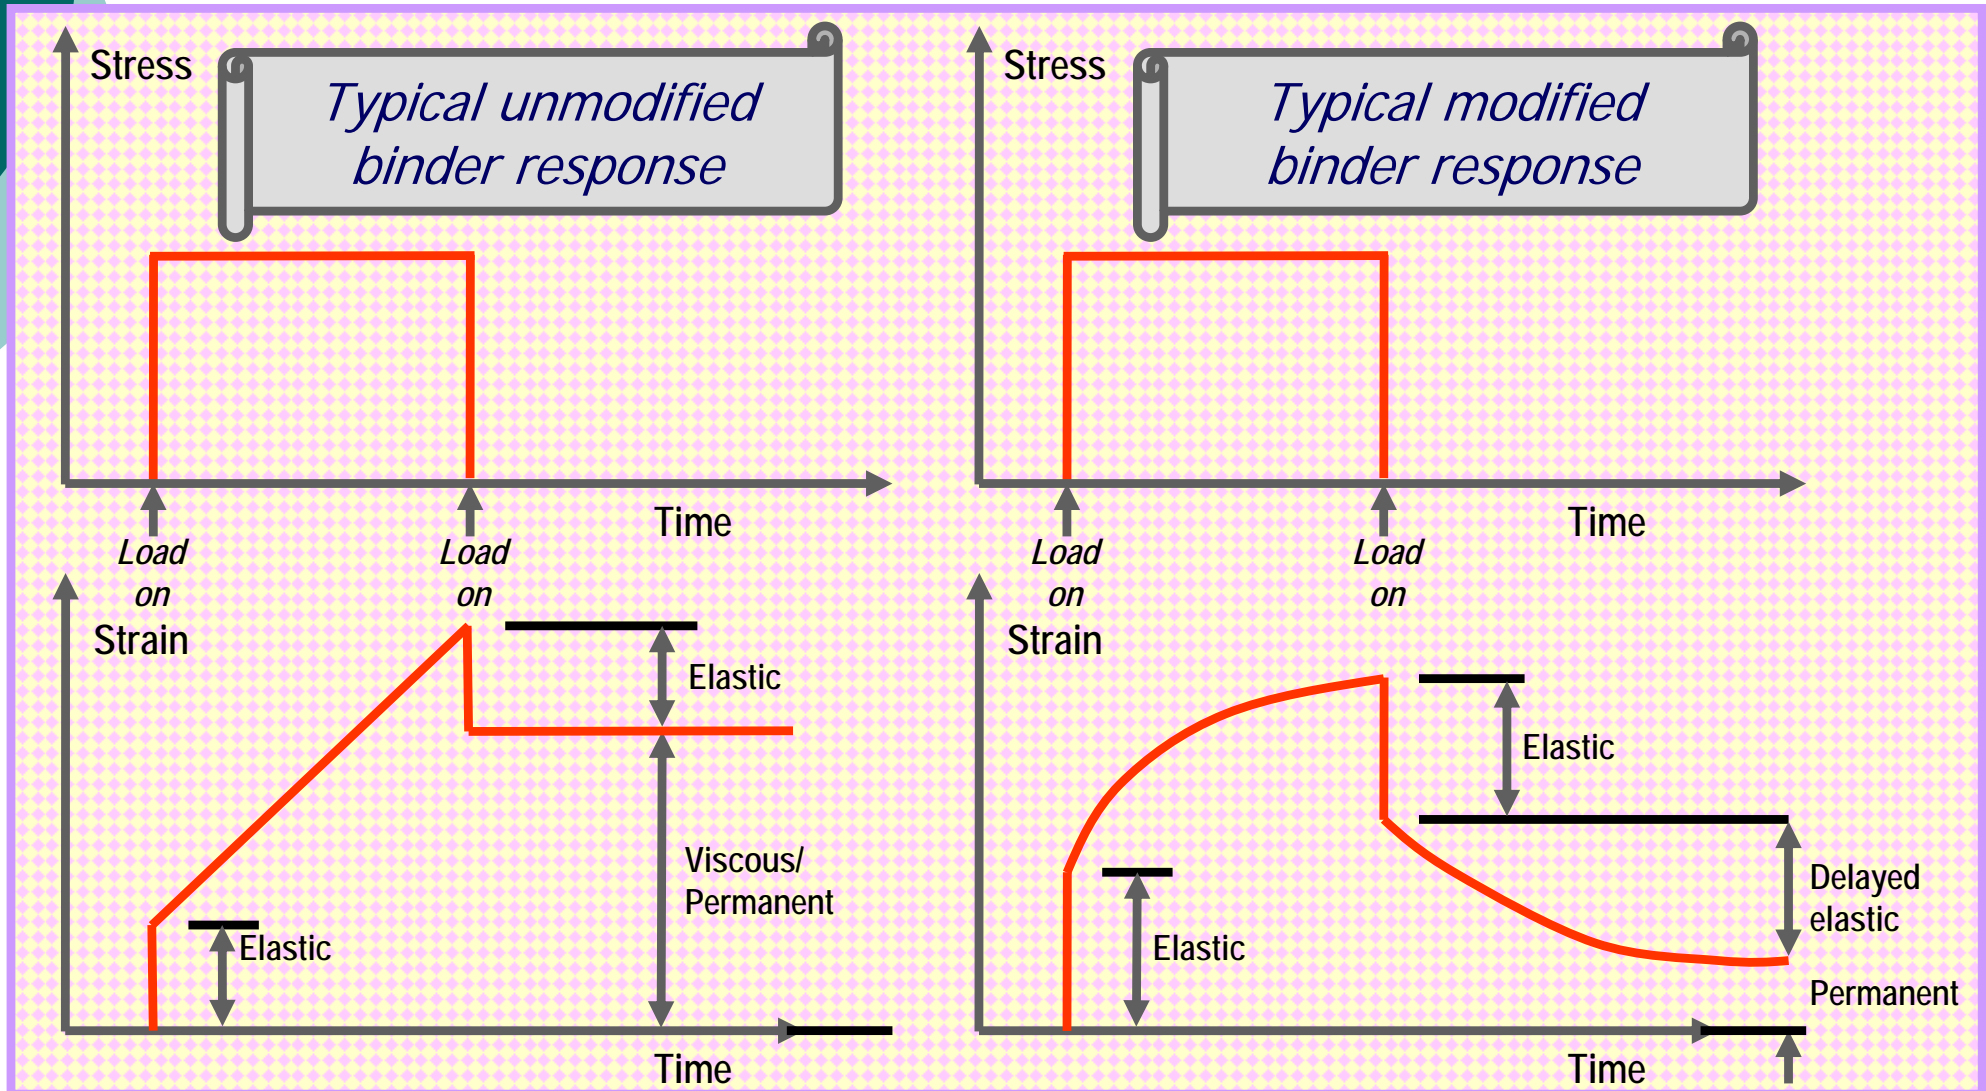 Stress
Typical unmodified
binder response
Time
Load
on
Load
on
Strain
Elastic
Elastic
Viscous/
Permanent
Time
Stress
Typical modified
binder response
Time
Load
on
Load
on
Strain
Elastic
Elastic
Delayed
elastic
Permanent
Time